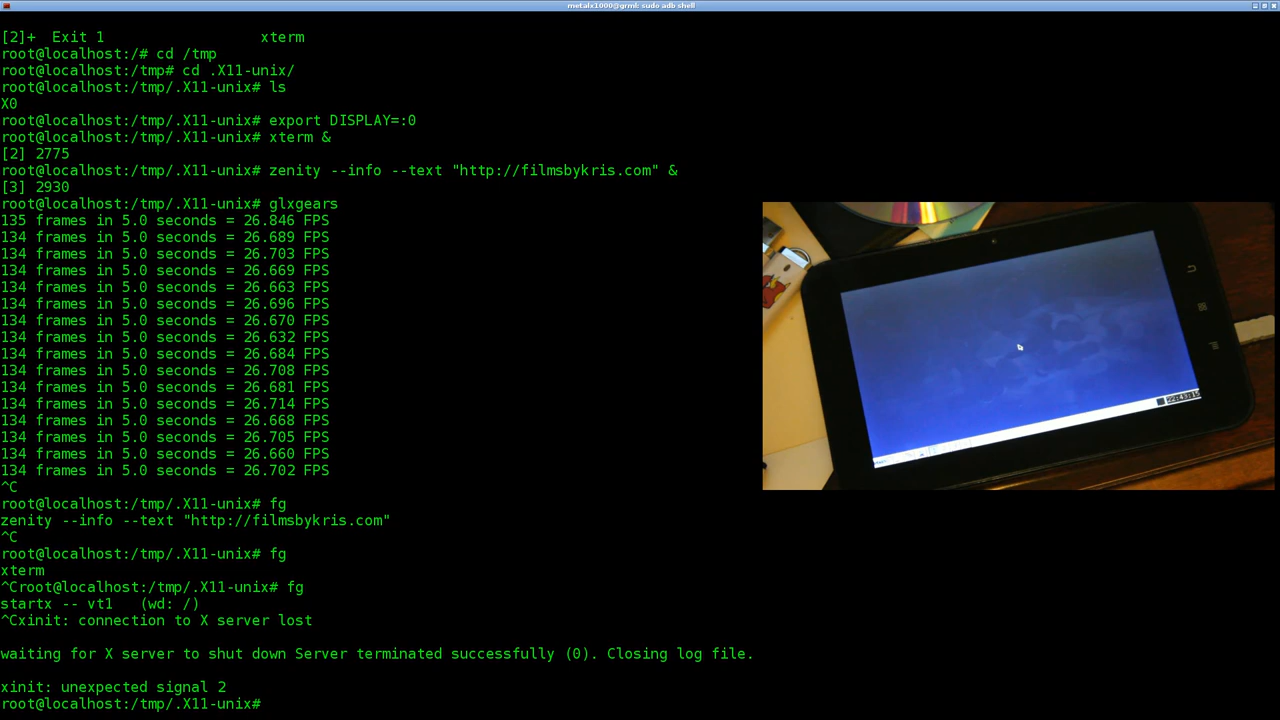 metalx1000@grml: sudo adb shell
[2]+  Exit 1                  xterm
root@localhost:/# cd /tmp
root@localhost:/tmp# cd .X11-unix/
root@localhost:/tmp/.X11-unix# ls
X0
root@localhost:/tmp/.X11-unix# export DISPLAY=:0
root@localhost:/tmp/.X11-unix# xterm &
[2] 2775
root@localhost:/tmp/.X11-unix# zenity --info --text "http://filmsbykris.com" &
[3] 2930
root@localhost:/tmp/.X11-unix# glxgears
135 frames in 5.0 seconds = 26.846 FPS
134 frames in 5.0 seconds = 26.689 FPS
134 frames in 5.0 seconds = 26.703 FPS
134 frames in 5.0 seconds = 26.669 FPS
134 frames in 5.0 seconds = 26.663 FPS
134 frames in 5.0 seconds = 26.696 FPS
134 frames in 5.0 seconds = 26.670 FPS
134 frames in 5.0 seconds = 26.632 FPS
134 frames in 5.0 seconds = 26.684 FPS
134 frames in 5.0 seconds = 26.708 FPS
134 frames in 5.0 seconds = 26.681 FPS
134 frames in 5.0 seconds = 26.714 FPS
134 frames in 5.0 seconds = 26.668 FPS
134 frames in 5.0 seconds = 26.705 FPS
134 frames in 5.0 seconds = 26.660 FPS
134 frames in 5.0 seconds = 26.702 FPS
^C
root@localhost:/tmp/.X11-unix# fg
zenity --info --text "http://filmsbykris.com"
^C
root@localhost:/tmp/.X11-unix# fg
xterm
^Croot@localhost:/tmp/.X11-unix# fg
startx -- vt1   (wd: /)
^Cxinit: connection to X server lost
waiting for X server to shut down Server terminated successfully (0). Closing log file.
xinit: unexpected signal 2
root@localhost:/tmp/.X11-unix#